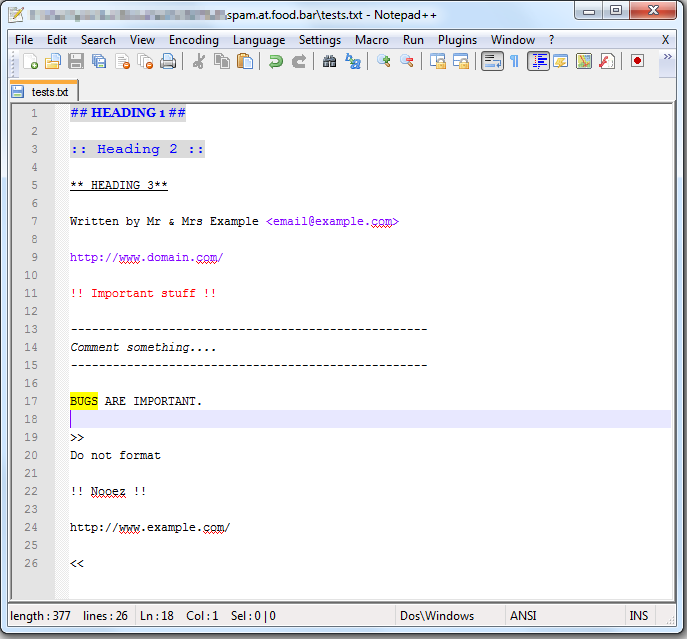 \spam.at.food.bar\tests.txt - Notepad++
File Edit Search View Encoding Language Settings Macro Run Plugins Window ? X
tests.txt
1 ## HEADING 1 ##
2
3 :: Heading 2 ::
4
5 ** HEADING 3**
6
7 Written by Mr & Mrs Example <email@example.com>
8
9 http://www.domain.com/
10
11 !! Important stuff !!
12
13 ---------------------------------------------------
14 Comment something....
15 ---------------------------------------------------
16
17 BUGS ARE IMPORTANT.
18
19 >>
20 Do not format
21
22 !! Nooez !!
23
24 http://www.example.com/
25
26 <<
length : 377 lines : 26 Ln : 18 Col : 1 Sel : 0 | 0 Dos\Windows ANSI INS